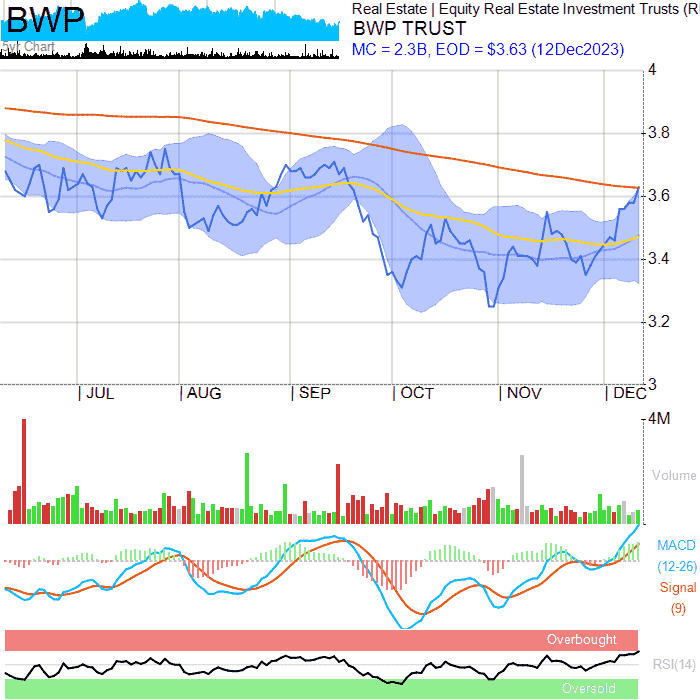 BWP
5yr Chart
Real Estate | Equity Real Estate Investment Trusts (R
BWP TRUST
MC = 2.3B, EOD = $3.63 (12Dec2023)
4
3.8
3.6
3.4
3.2
3
| JUL | AUG | SEP | OCT | NOV | DEC
4M
Volume
MACD
(12-26)
Signal
(9)
Overbought
RSI(14)
Oversold